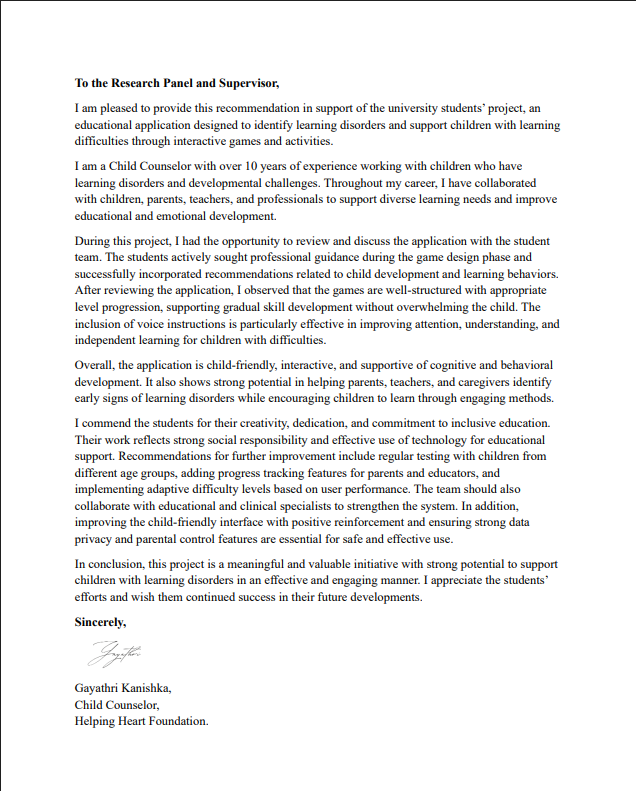 To the Research Panel and Supervisor,
I am pleased to provide this recommendation in support of the university students' project, an
educational application designed to identify learning disorders and support children with learning
difficulties through interactive games and activities.
I am a Child Counselor with over 10 years of experience working with children who have
learning disorders and developmental challenges. Throughout my career, I have collaborated
with children, parents, teachers, and professionals to support diverse learning needs and improve
educational and emotional development.
During this project, I had the opportunity to review and discuss the application with the student
team. The students actively sought professional guidance during the game design phase and
successfully incorporated recommendations related to child development and learning behaviors.
After reviewing the application, I observed that the games are well-structured with appropriate
level progression, supporting gradual skill development without overwhelming the child. The
inclusion of voice instructions is particularly effective in improving attention, understanding, and
independent learning for children with difficulties.
Overall, the application is child-friendly, interactive, and supportive of cognitive and behavioral
development. It also shows strong potential in helping parents, teachers, and caregivers identify
early signs of learning disorders while encouraging children to learn through engaging methods.
I commend the students for their creativity, dedication, and commitment to inclusive education.
Their work reflects strong social responsibility and effective use of technology for educational
support. Recommendations for further improvement include regular testing with children from
different age groups, adding progress tracking features for parents and educators, and
implementing adaptive difficulty levels based on user performance. The team should also
collaborate with educational and clinical specialists to strengthen the system. In addition,
improving the child-friendly interface with positive reinforcement and ensuring strong data
privacy and parental control features are essential for safe and effective use.
In conclusion, this project is a meaningful and valuable initiative with strong potential to support
children with learning disorders in an effective and engaging manner. I appreciate the students'
efforts and wish them continued success in their future developments.
Sincerely,
Gayathri
Gayathri Kanishka,
Child Counselor,
Helping Heart Foundation.